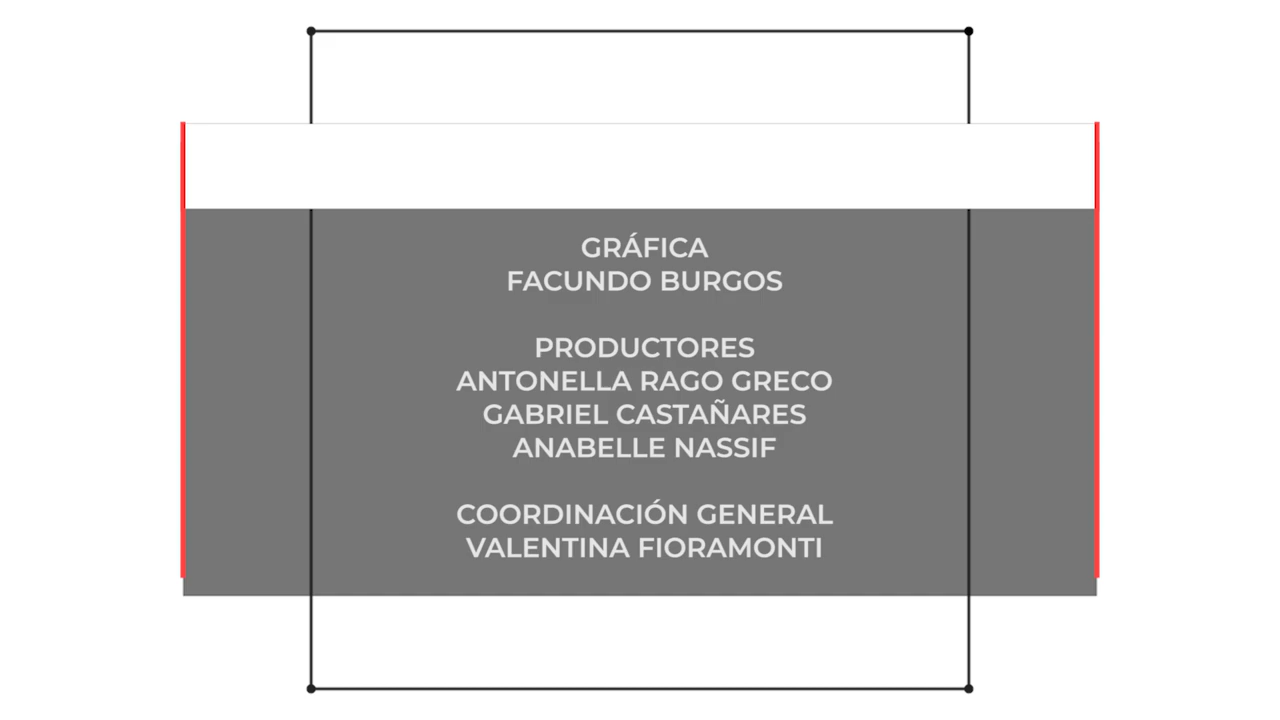 GRÁFICA
FACUNDO BURGOS
PRODUCTORES
ANTONELLA RAGO GRECO
GABRIEL CASTAÑARES
ANABELLE NASSIF
COORDINACIÓN GENERAL
VALENTINA FIORAMONTI